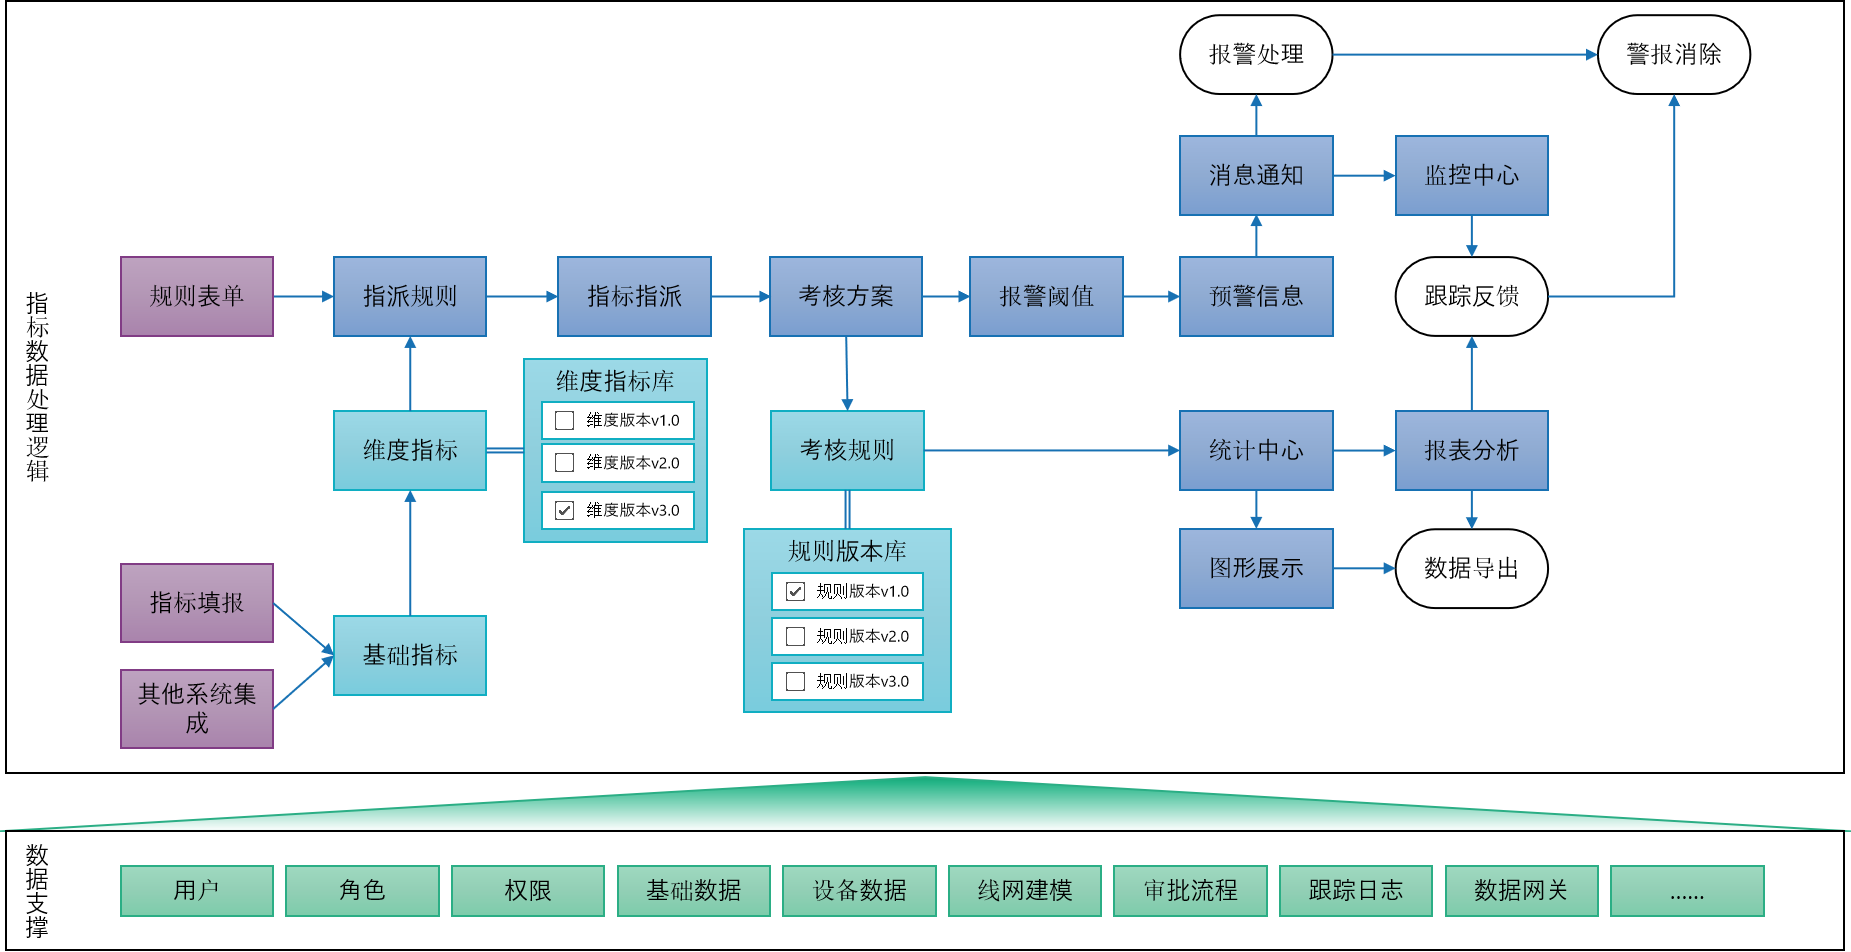 指标数据处理逻辑
报警处理
警报消除
消息通知
监控中心
规则表单
指派规则
指标指派
考核方案
报警阈值
预警信息
跟踪反馈
维度指标
维度指标库
维度版本v1.0
维度版本v2.0
维度版本v3.0
考核规则
统计中心
报表分析
规则版本库
规则版本v1.0
规则版本v2.0
规则版本v3.0
图形展示
数据导出
指标填报
基础指标
其他系统集
成
数据支撑
用户
角色
权限
基础数据
设备数据
线网建模
审批流程
跟踪日志
数据网关
......